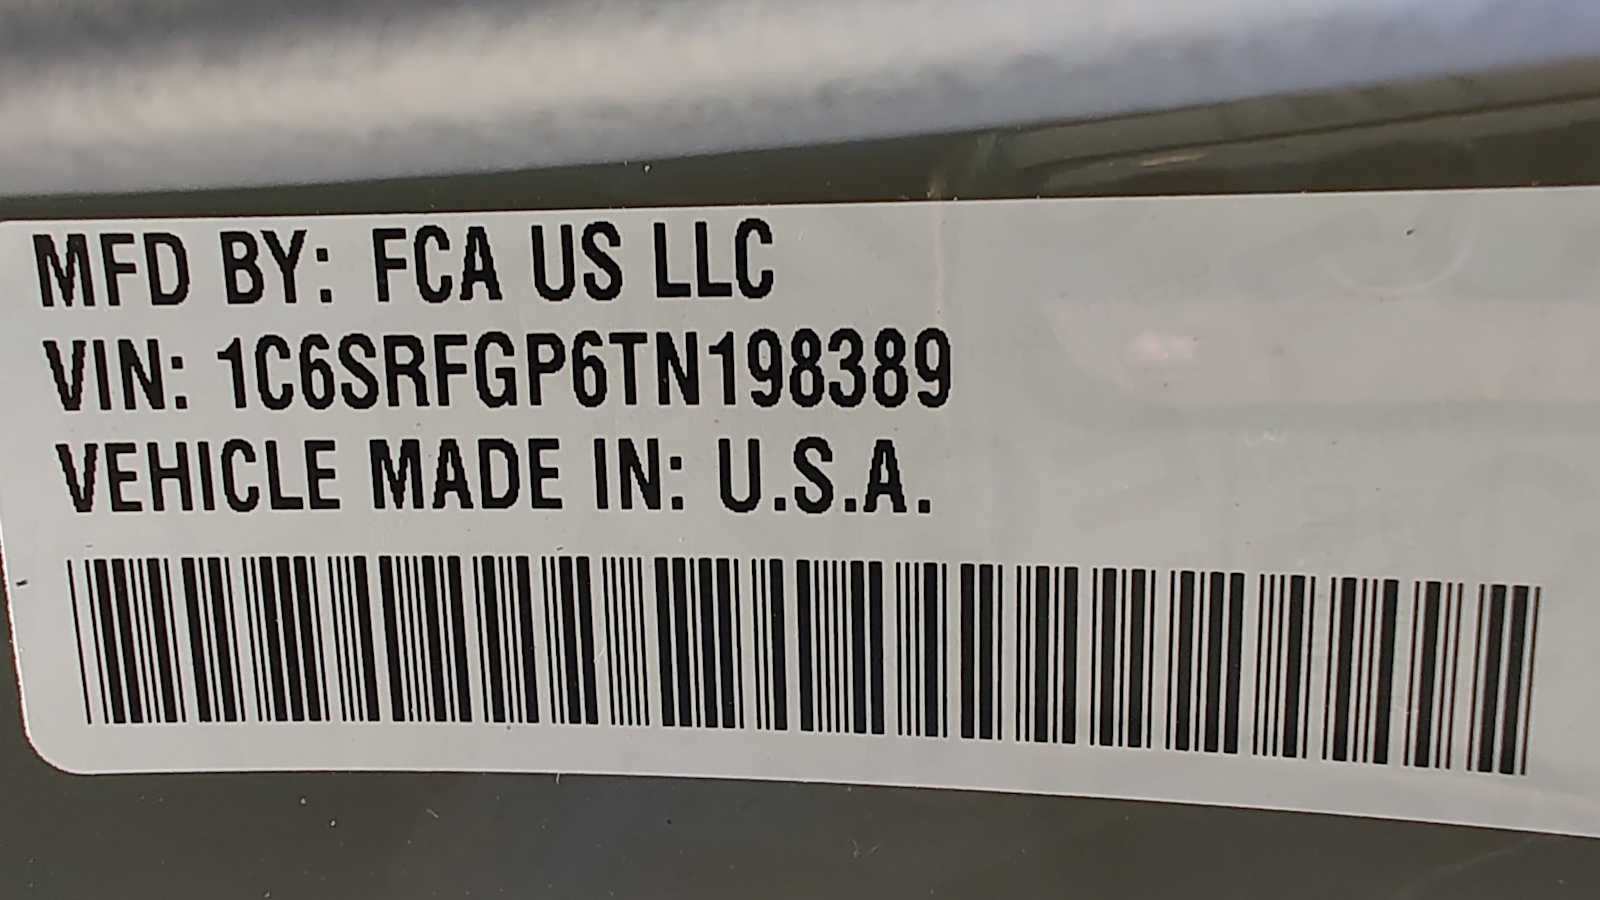 MFD BY: FCA US LLC
VIN: 1C6SRFGP6TN198389
VEHICLE MADE IN: U.S.A.